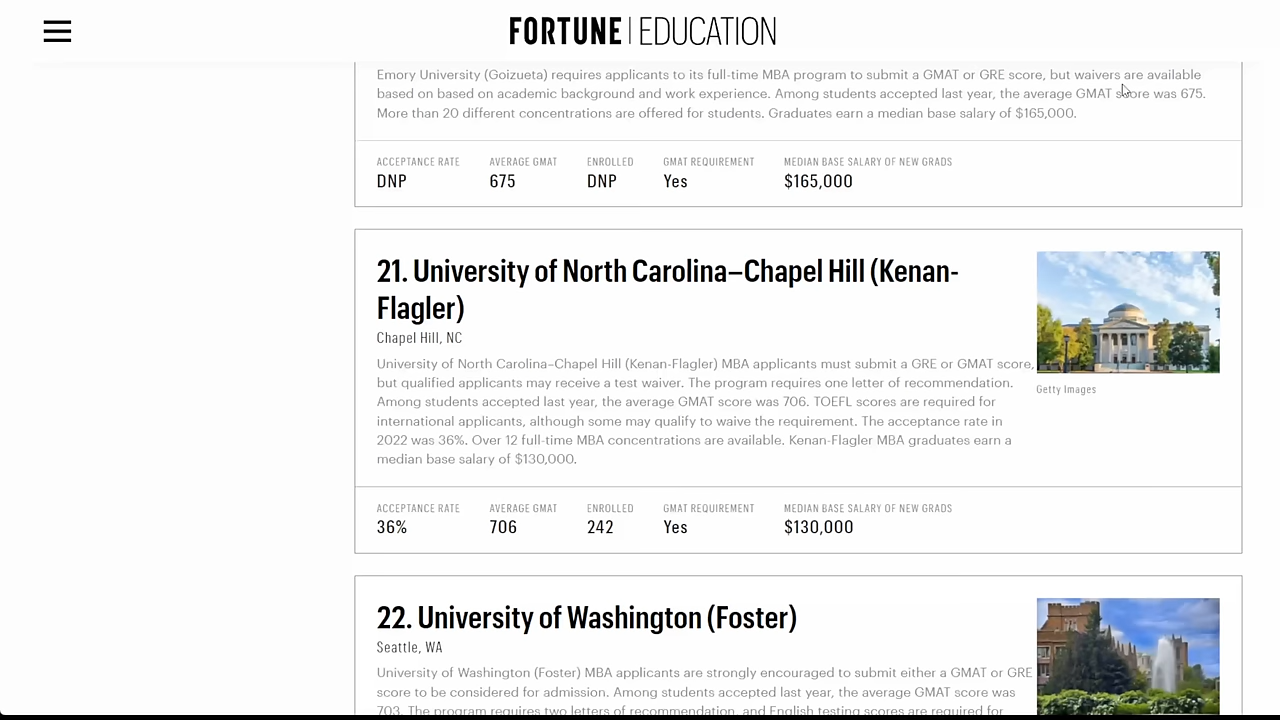 FORTUNE | EDUCATION
Emory University (Goizueta) requires applicants to its full-time MBA program to submit a GMAT or GRE score, but waivers are available
based on based on academic background and work experience. Among students accepted last year, the average GMAT score was 675.
More than 20 different concentrations are offered for students. Graduates earn a median base salary of $165,000.
ACCEPTANCE RATE AVERAGE GMAT ENROLLED GMAT REQUIREMENT MEDIAN BASE SALARY OF NEW GRADS
DNP 675 DNP Yes $165,000
21. University of North Carolina–Chapel Hill (Kenan-
Flagler)
Chapel Hill, NC
University of North Carolina–Chapel Hill (Kenan-Flagler) MBA applicants must submit a GRE or GMAT score,
but qualified applicants may receive a test waiver. The program requires one letter of recommendation.
Among students accepted last year, the average GMAT score was 706. TOEFL scores are required for
international applicants, although some may qualify to waive the requirement. The acceptance rate in
2022 was 36%. Over 12 full-time MBA concentrations are available. Kenan-Flagler MBA graduates earn a
median base salary of $130,000.
Getty Images
ACCEPTANCE RATE AVERAGE GMAT ENROLLED GMAT REQUIREMENT MEDIAN BASE SALARY OF NEW GRADS
36% 706 242 Yes $130,000
22. University of Washington (Foster)
Seattle, WA
University of Washington (Foster) MBA applicants are strongly encouraged to submit either a GMAT or GRE
score to be considered for admission. Among students accepted last year, the average GMAT score was
703. The program requires two letters of recommendation, and English testing scores are required for